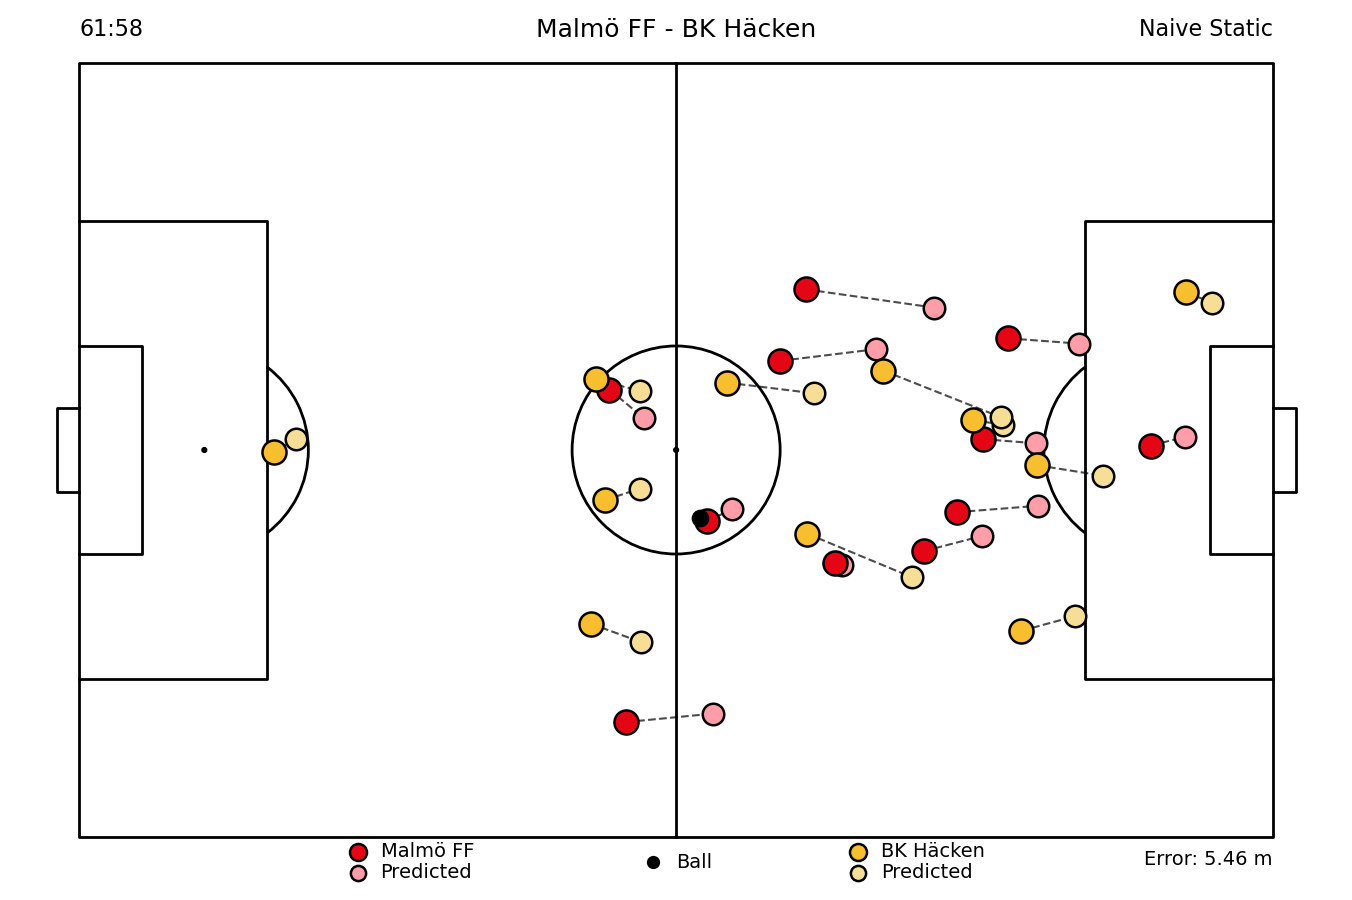 61:58
Malmö FF - BK Häcken
Naive Static
Malmö FF
Predicted
Ball
BK Häcken
Predicted
Error: 5.46 m